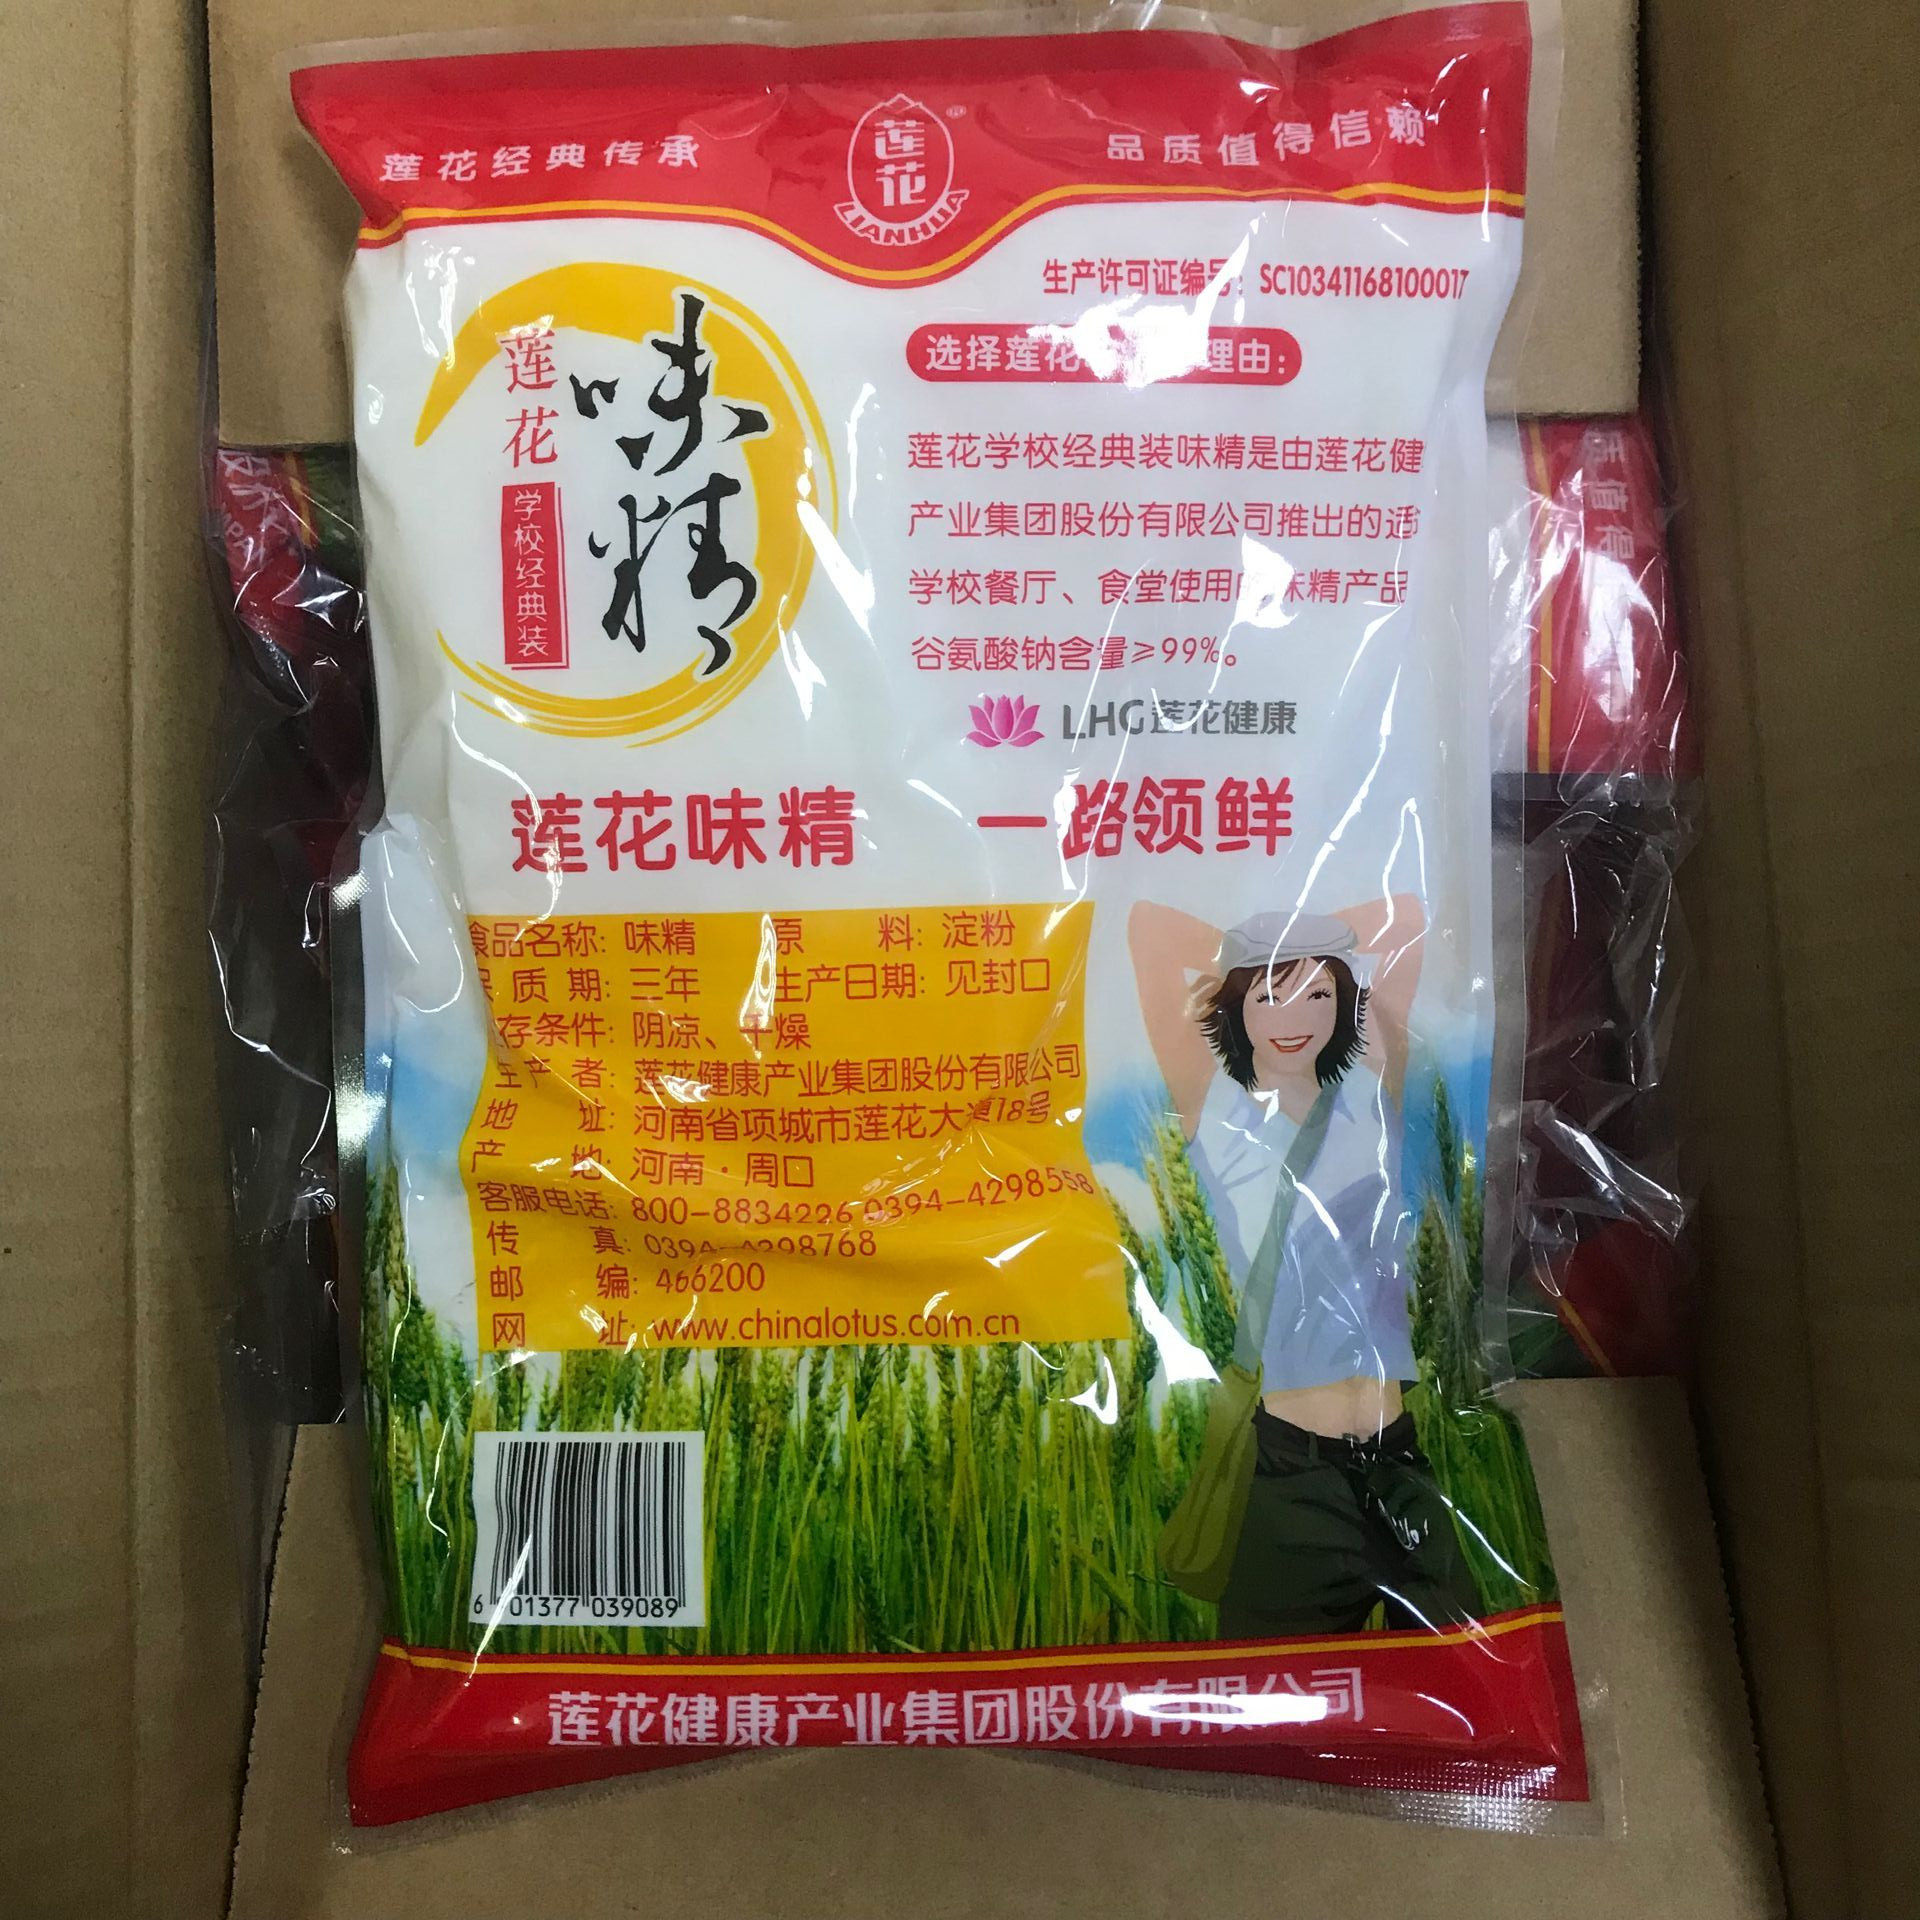 莲花经典传承
莲花
®
LIANHUA
品质值得信赖
生产许可证编号: SC10341168100017
莲花
味精
学校经典装
选择莲花 理由:
莲花学校经典装味精是由莲花健
产业集团股份有限公司推出的适
学校餐厅、食堂使用的味精产品
谷氨酸钠含量≥99%。
LHG莲花健康
莲花味精 一路领鲜
食品名称: 味精 原料: 淀粉
保质期: 三年 生产日期: 见封口
存条件: 阴凉、干燥
生产者: 莲花健康产业集团股份有限公司
地址: 河南省项城市莲花大道18号
产地: 河南·周口
客服电话: 800-8834226 0394-4298558
传真: 0394-4298768
邮编: 466200
网址: www.chinalotus.com.cn
6 901377 039089
莲花健康产业集团股份有限公司
质值得